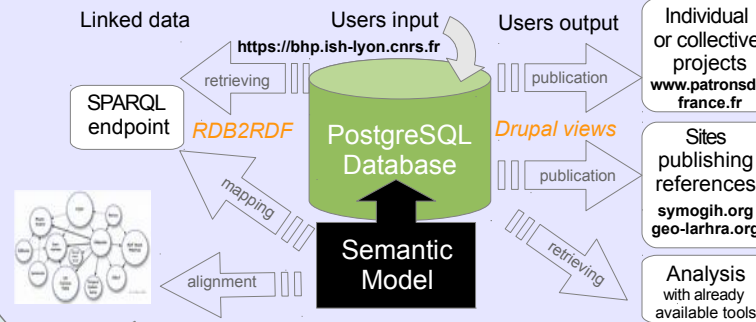 Linked data
Users input
Users output
https://bhp.ish-lyon.cnrs.fr
retrieving
publication
Individual
or collective
projects
www.patronsd
france.fr
SPARQL
endpoint
RDB2RDF
PostgreSQL
Database
Drupal views
mapping
publication
Sites
publishing
references
symogih.org
geo-larhra.org
Semantic
Model
alignment
retrieving
Analysis
with already
available tools